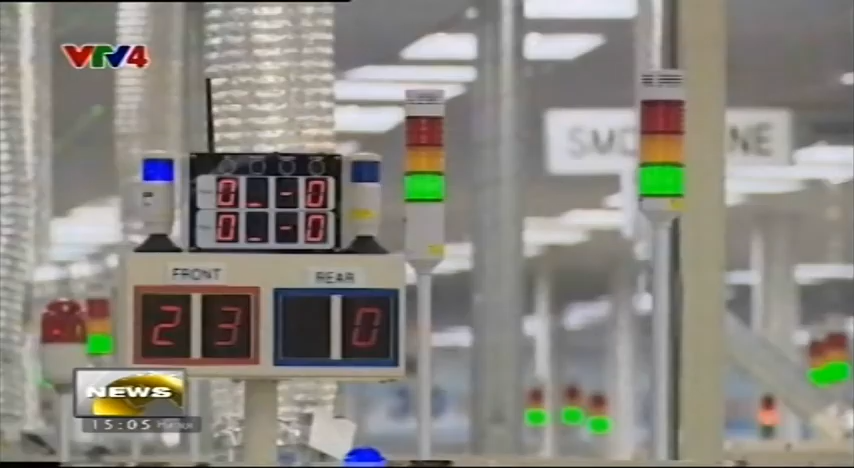 VTV4
0_-0
0_-0
FRONT
REAR
23
0
NEWS
15:05